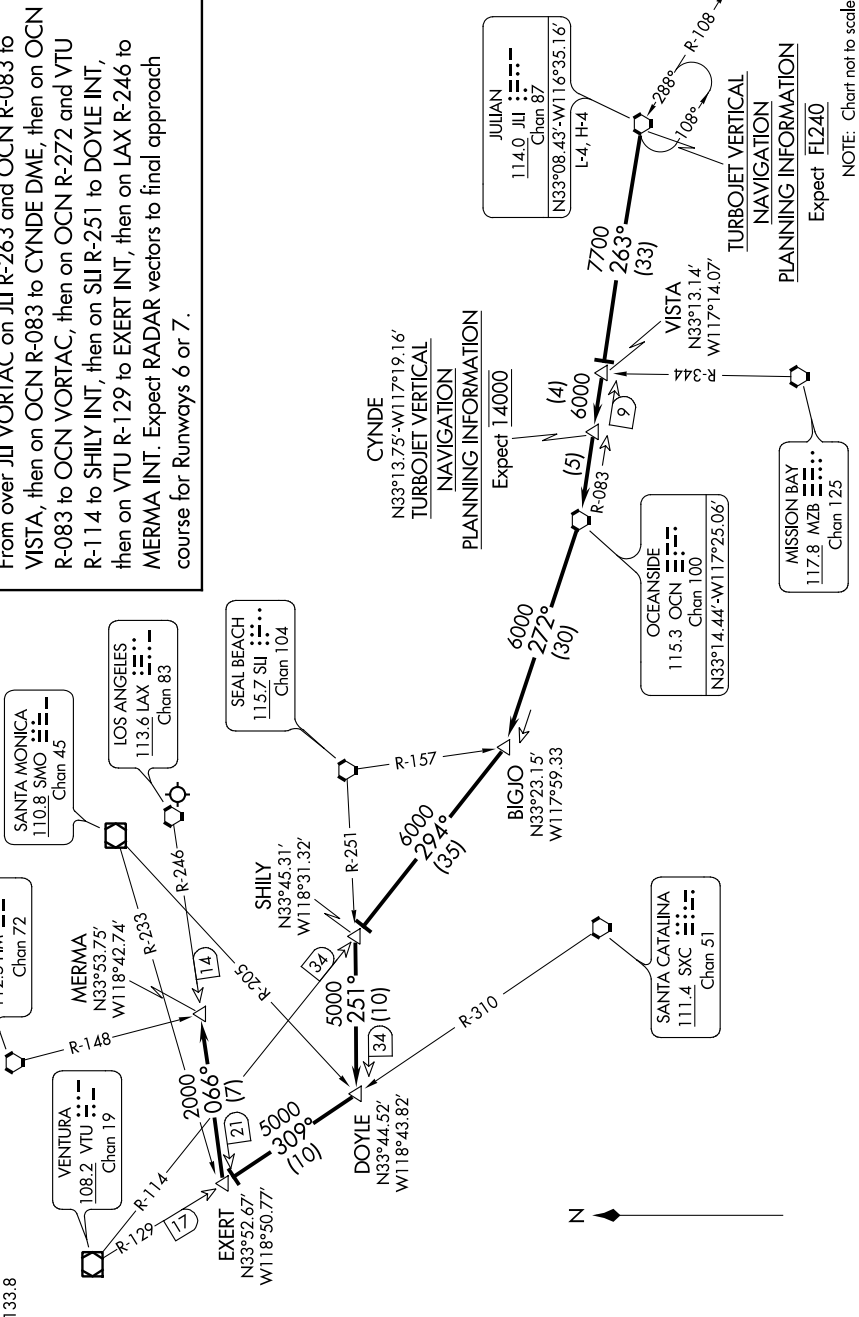 From over JLI VORTAC on JLI R-263 and OCN R-083 to
VISTA, then on OCN R-083 to CYNDE DME, then on OCN
R-083 to OCN VORTAC, then on OCN R-272 and VTU
R-114 to SHILY INT, then on SLI R-251 to DOYLE INT,
then on VTU R-129 to EXERT INT, then on LAX R-246 to
MERMA INT. Expect RADAR vectors to final approach
course for Runways 6 or 7.
133.8
Chan 72
SANTA MONICA
110.8 SMO
Chan 45
LOS ANGELES
113.6 LAX
Chan 83
SEAL BEACH
115.7 SLI
Chan 104
VENTURA
108.2 VTU
Chan 19
MERMA
N33°53.75'
W118°42.74'
R-148
R-233
R-246
14
R-205
2000
066°
(7)
21
R-114
R-129
17
EXERT
N33°52.67'
W118°50.77'
5000
309°
(10)
DOYLE
N33°44.52'
W118°43.82'
34
5000
251°
(10)
34
SHILY
N33°45.31'
W118°31.32'
R-251
R-157
R-310
6000
294°
(35)
BIGJO
N33°23.15'
W117°59.33
6000
272°
(30)
SANTA CATALINA
111.4 SXC
Chan 51
CYNDE
N33°13.75'-W117°19.16'
TURBOJET VERTICAL
NAVIGATION
PLANNING INFORMATION
Expect 14000
(5)
R-083
(4)
6000
9
OCEANSIDE
115.3 OCN
Chan 100
N33°14.44'-W117°25.06'
VISTA
N33°13.14'
W117°14.07'
R-344
MISSION BAY
117.8 MZB
Chan 125
7700
263°
(33)
JULIAN
114.0 JLI
Chan 87
N33°08.43'-W116°35.16'
L-4, H-4
288°
108°
R-108
TURBOJET VERTICAL
NAVIGATION
PLANNING INFORMATION
Expect FL240
N
NOTE: Chart not to scale